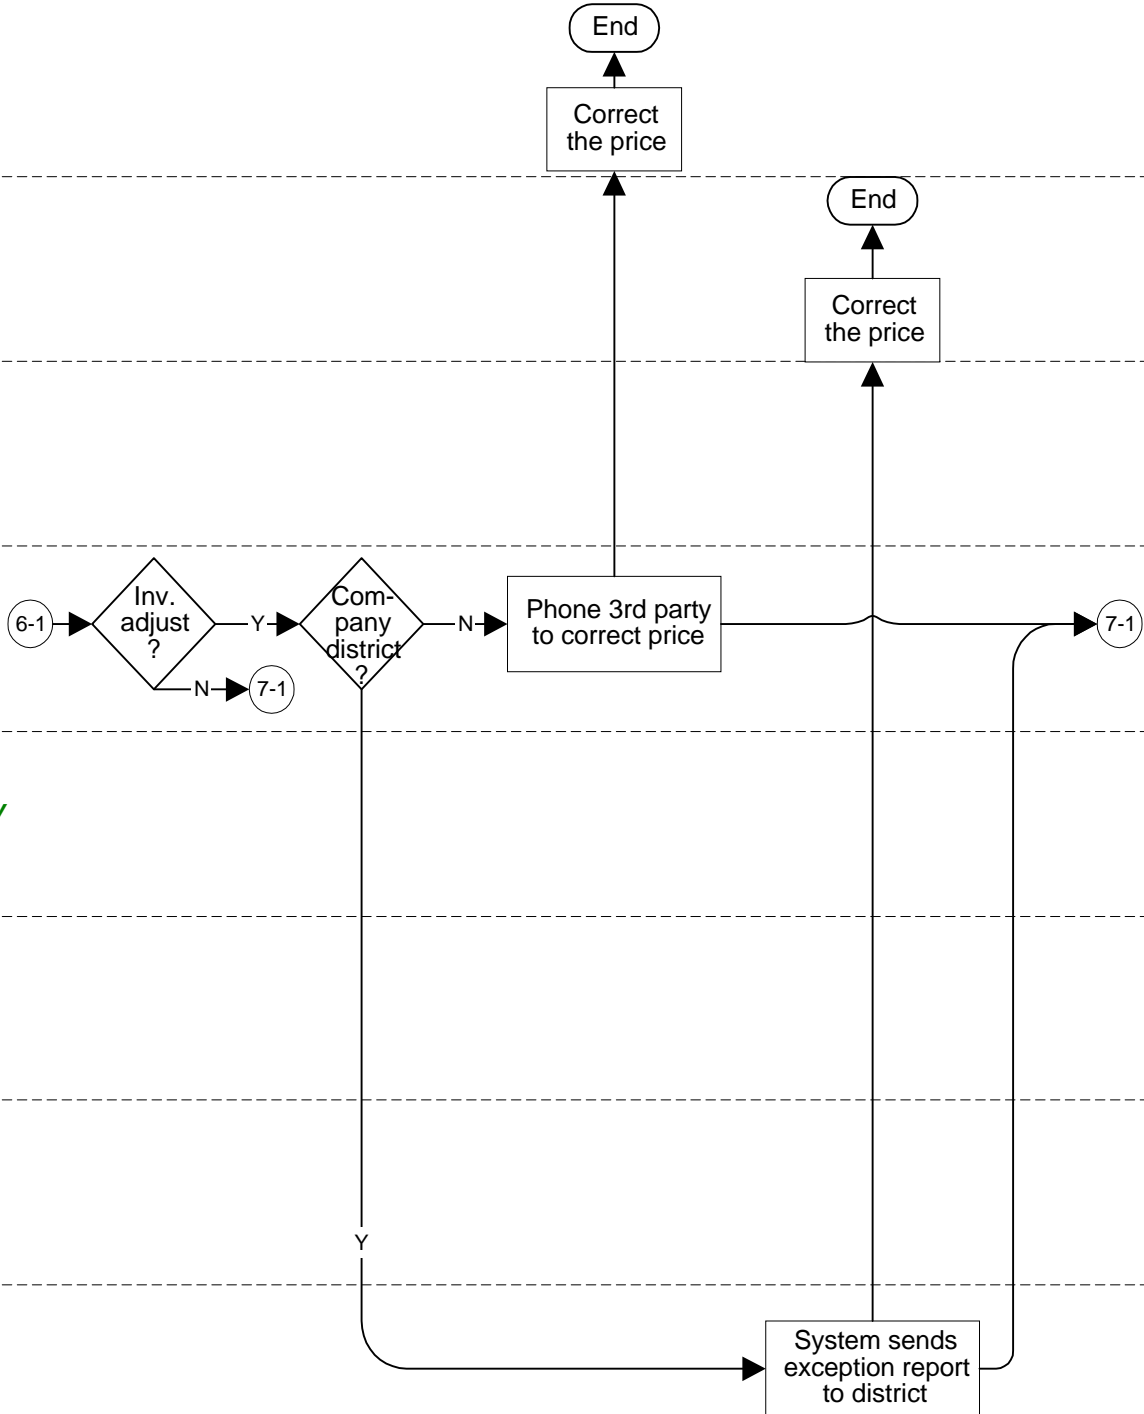 End
Correct
the price
End
Correct
the price
6-1
Inv.
adjust
?
Y
Com-
pany
district
?
N
Phone 3rd party
to correct price
7-1
N
7-1
Y
System sends
exception report
to district